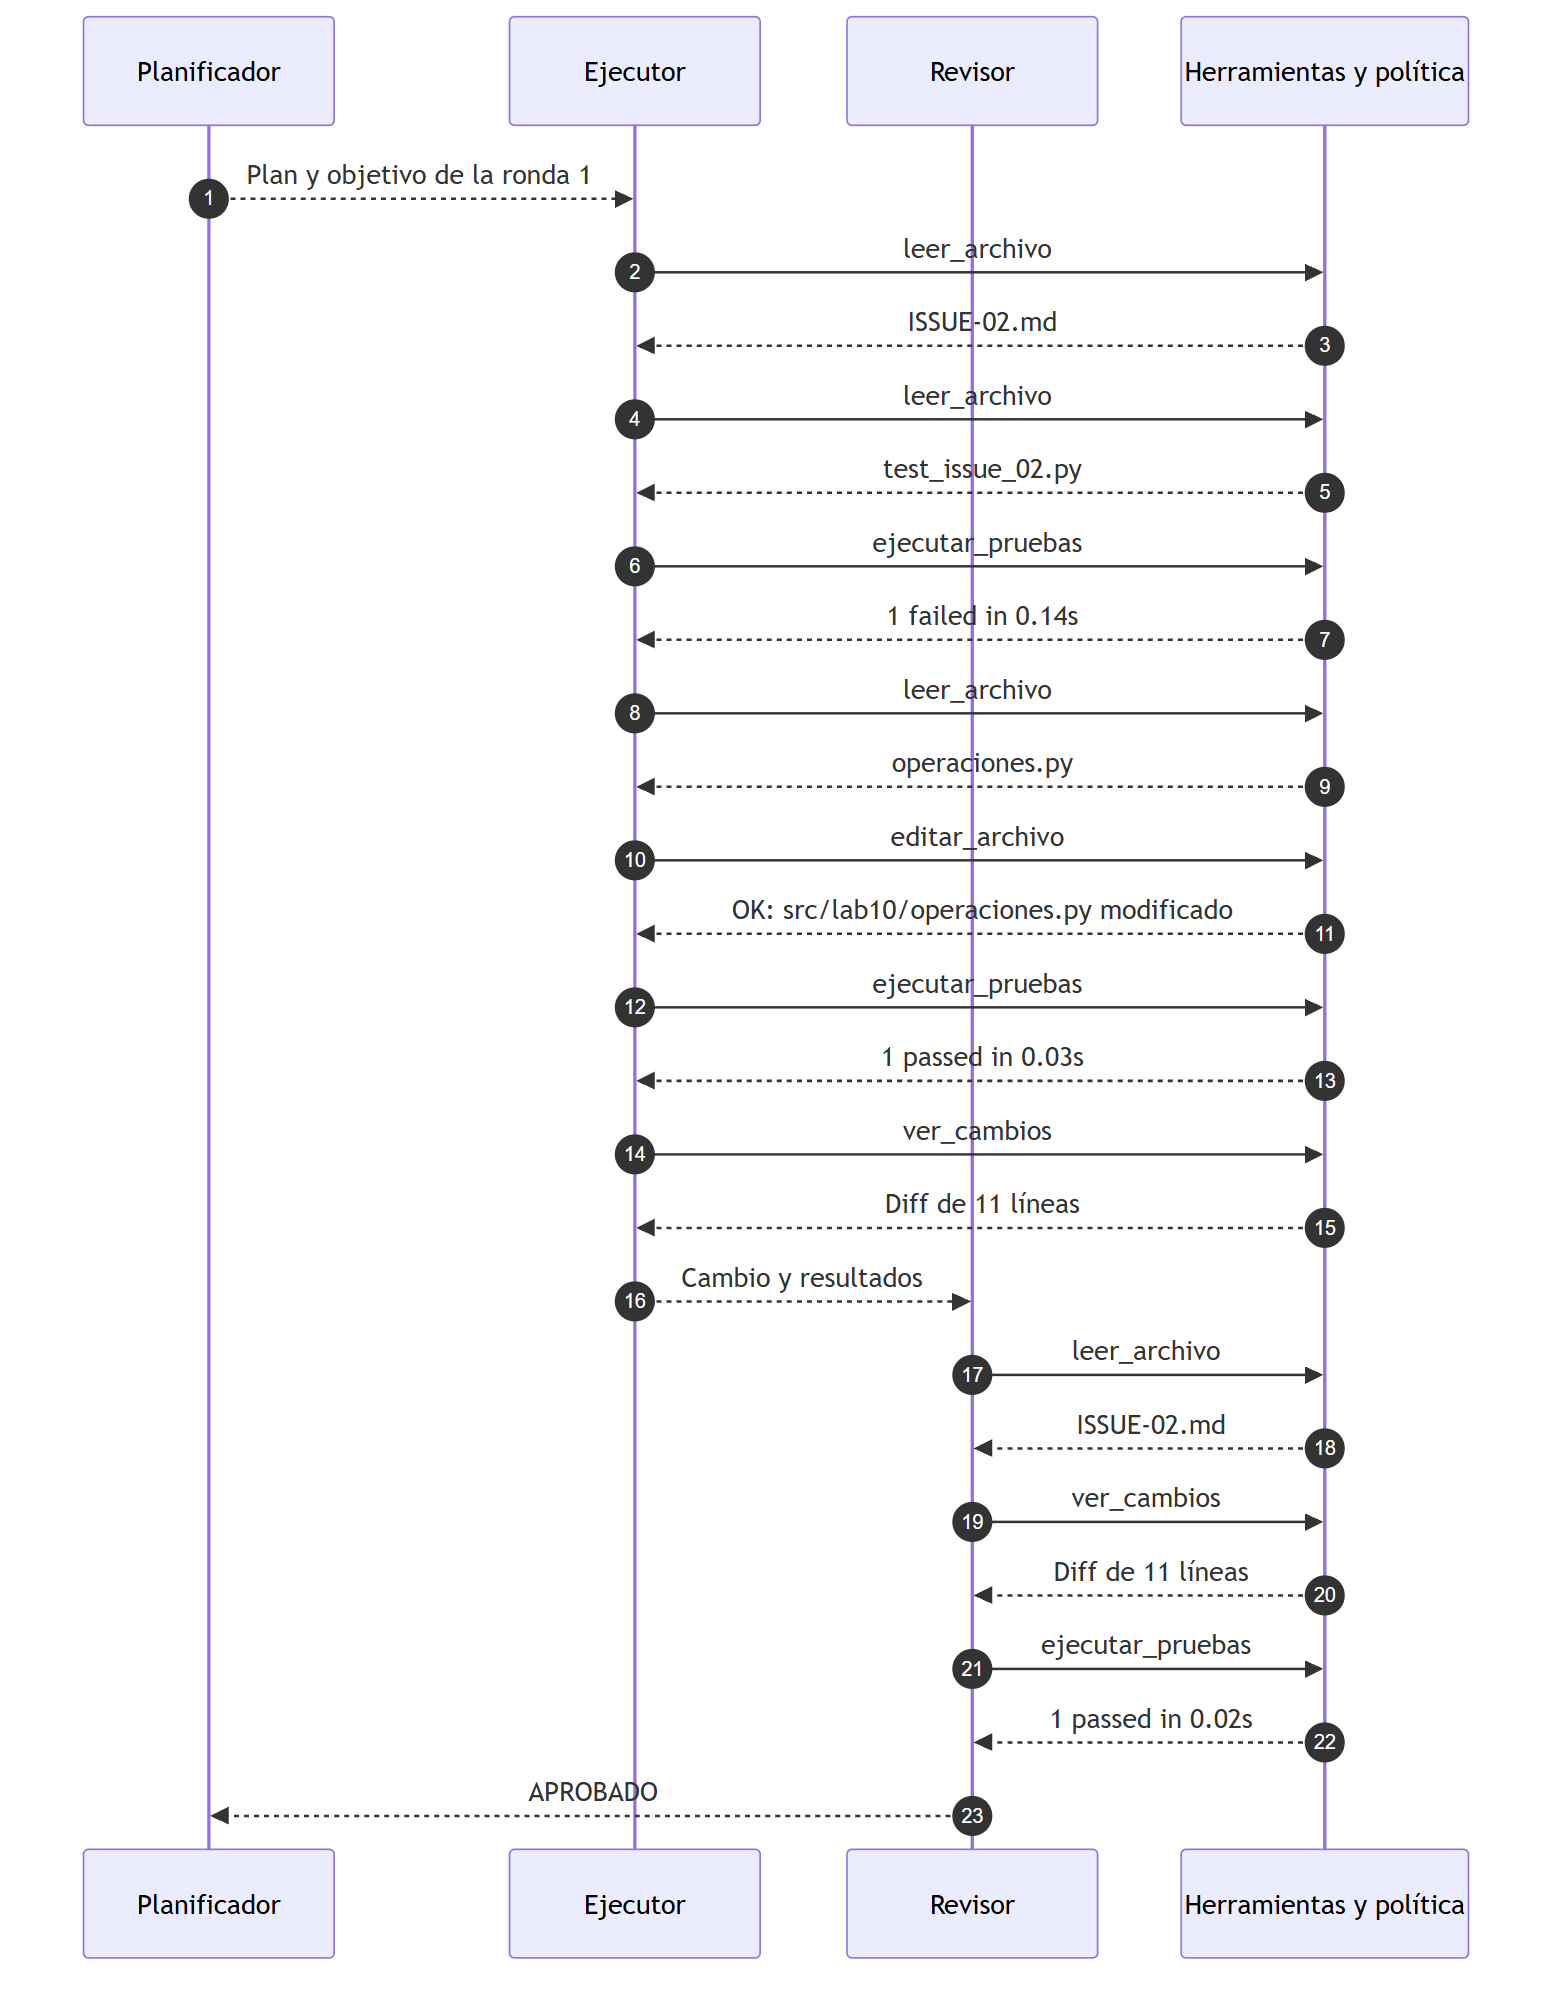 Planificador
Ejecutor
Revisor
Herramientas y política
Plan y objetivo de la ronda 1
1
leer_archivo
2
ISSUE-02.md
3
leer_archivo
4
test_issue_02.py
5
ejecutar_pruebas
6
1 failed in 0.14s
7
leer_archivo
8
operaciones.py
9
editar_archivo
10
OK: src/lab10/operaciones.py modificado
11
ejecutar_pruebas
12
1 passed in 0.03s
13
ver_cambios
14
Diff de 11 líneas
15
Cambio y resultados
16
leer_archivo
17
ISSUE-02.md
18
ver_cambios
19
Diff de 11 líneas
20
ejecutar_pruebas
21
1 passed in 0.02s
22
APROBADO
23
Planificador
Ejecutor
Revisor
Herramientas y política